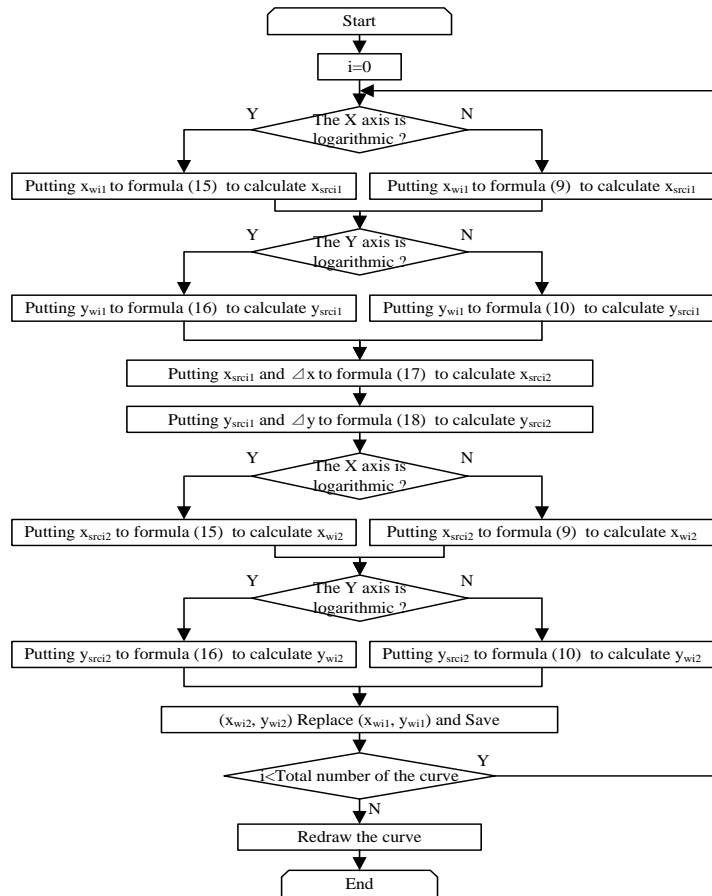 Start
i=0
Y
N
The X axis is
logarithmic ?
Putting xwi1 to formula (15) to calculate xsrci1
Putting xwi1 to formula (9) to calculate xsrci1
Y
N
The Y axis is
logarithmic ?
Putting ywi1 to formula (16) to calculate ysrci1
Putting ywi1 to formula (10) to calculate ysrci1
Putting xsrci1 and ⊿x to formula (17) to calculate xsrci2
Putting ysrci1 and ⊿y to formula (18) to calculate ysrci2
Y
N
The X axis is
logarithmic ?
Putting xsrci2 to formula (15) to calculate xwi2
Putting xsrci2 to formula (9) to calculate xwi2
Y
N
The Y axis is
logarithmic ?
Putting ysrci2 to formula (16) to calculate ywi2
Putting ysrci2 to formula (10) to calculate ywi2
(xwi2, ywi2) Replace (xwi1, ywi1) and Save
i<Total number of the curve
Y
N
Redraw the curve
End